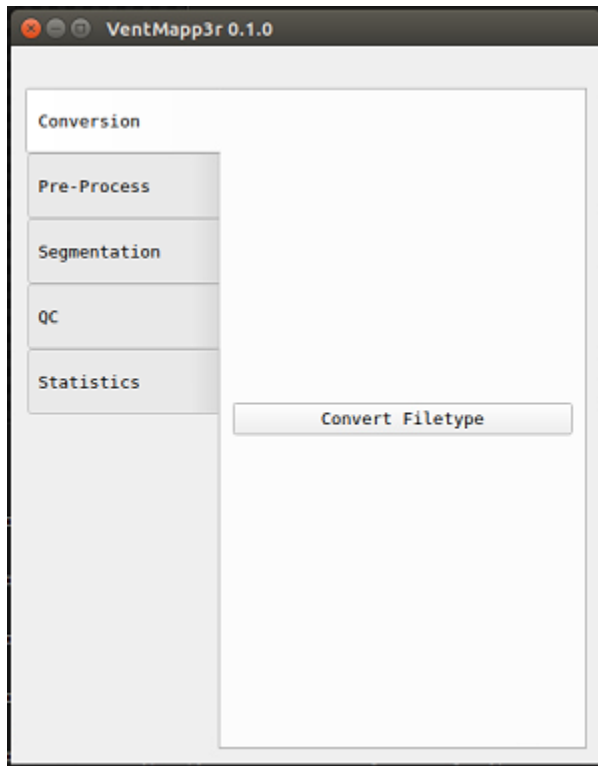 VentMapp3r 0.1.0
Conversion
Pre-Process
Segmentation
QC
Statistics
Convert Filetype